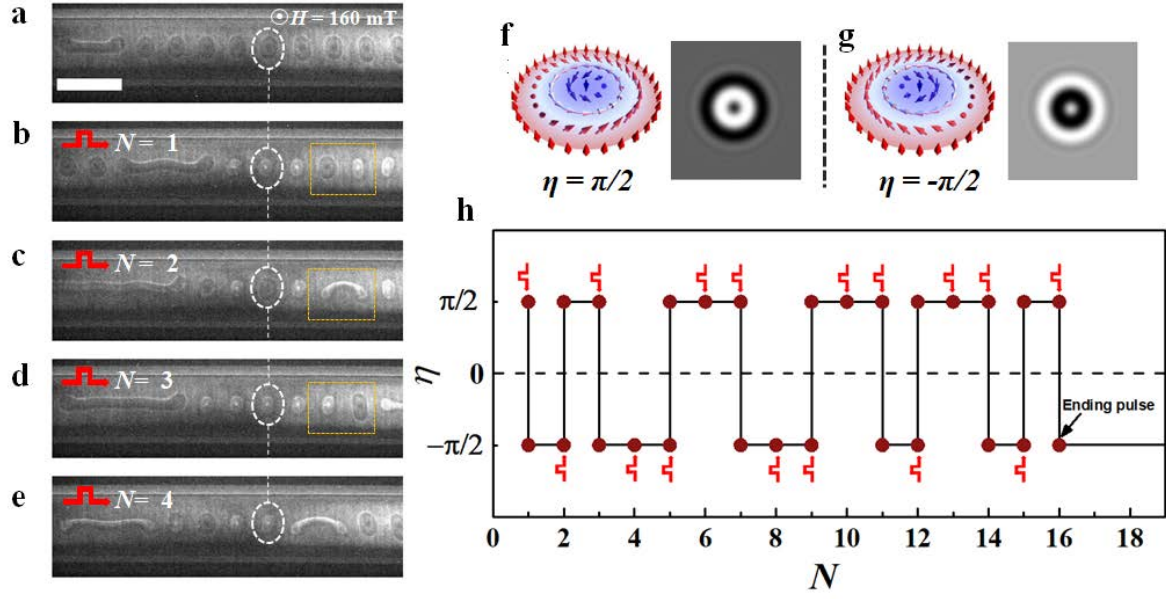 a
⊙H = 160 mT
b
N = 1
c
N = 2
d
N = 3
e
N = 4
f
η = π/2
g
η = -π/2
h
π/2
0
−π/2
η
Ending pulse
0 2 4 6 8 10 12 14 16 18
N